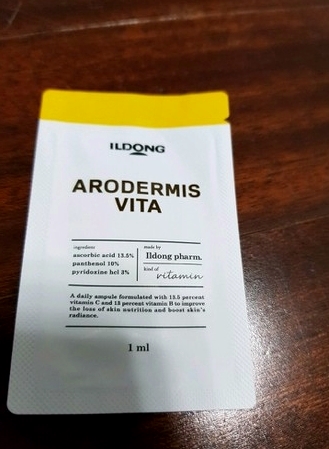 ILDONG
ARODERMIS
VITA
ingredient
ascorbic acid 13.5%
panthenol 10%
pyridoxine hcl 3%
made by
Ildong pharm.
kind of
vitamin
A daily ampule formulated with 13.5 percent
vitamin C and 13 percent vitamin B to improve
the loss of skin nutrition and boost skin's
radiance.
1 ml